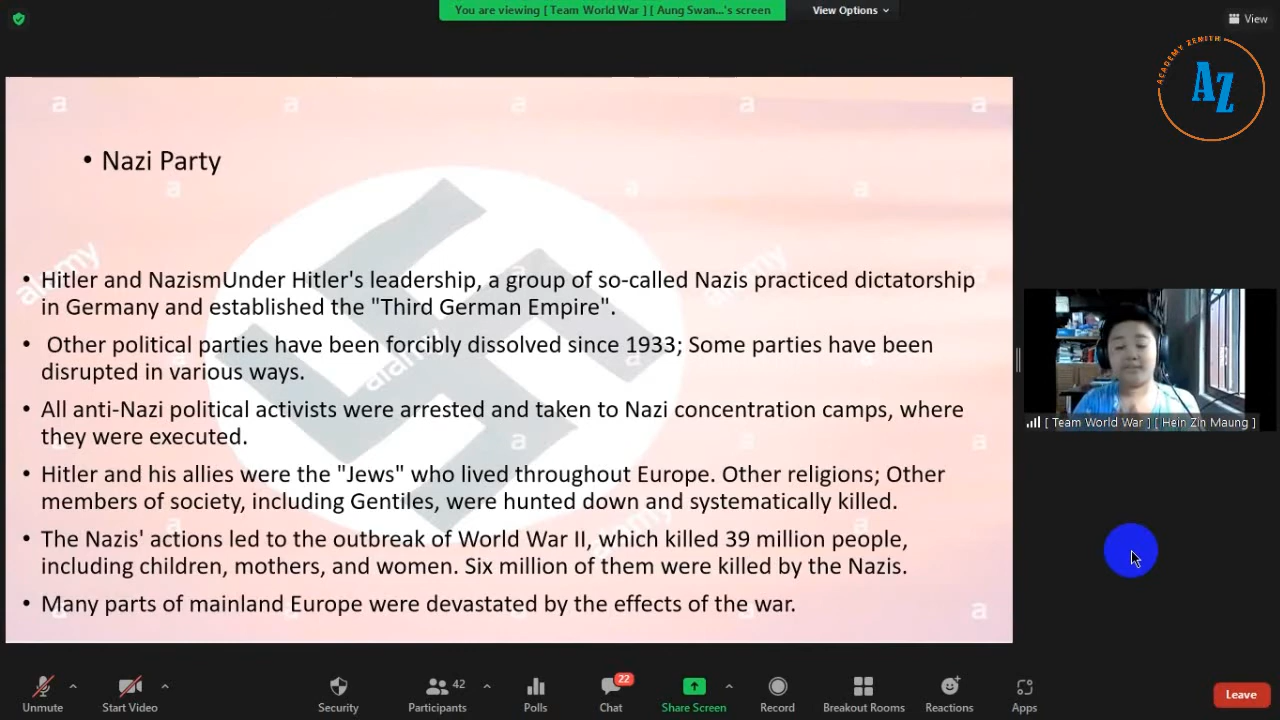 You are viewing [ Team World War ] [ Aung Swan...'s screen
View Options
View
ACADEMY ZENITH
AZ
• Nazi Party
• Hitler and NazismUnder Hitler's leadership, a group of so-called Nazis practiced dictatorship
in Germany and established the "Third German Empire".
• Other political parties have been forcibly dissolved since 1933; Some parties have been
disrupted in various ways.
• All anti-Nazi political activists were arrested and taken to Nazi concentration camps, where
they were executed.
• Hitler and his allies were the "Jews" who lived throughout Europe. Other religions; Other
members of society, including Gentiles, were hunted down and systematically killed.
• The Nazis' actions led to the outbreak of World War II, which killed 39 million people,
including children, mothers, and women. Six million of them were killed by the Nazis.
• Many parts of mainland Europe were devastated by the effects of the war.
a a a a a
a a a
alamy alamy alamy
a a a
alamy
a a
[ Team World War ] [ Hein Zin Maung ]
Unmute
Start Video
Security
42
Participants
Polls
22
Chat
Share Screen
Record
Breakout Rooms
Reactions
Apps
Leave